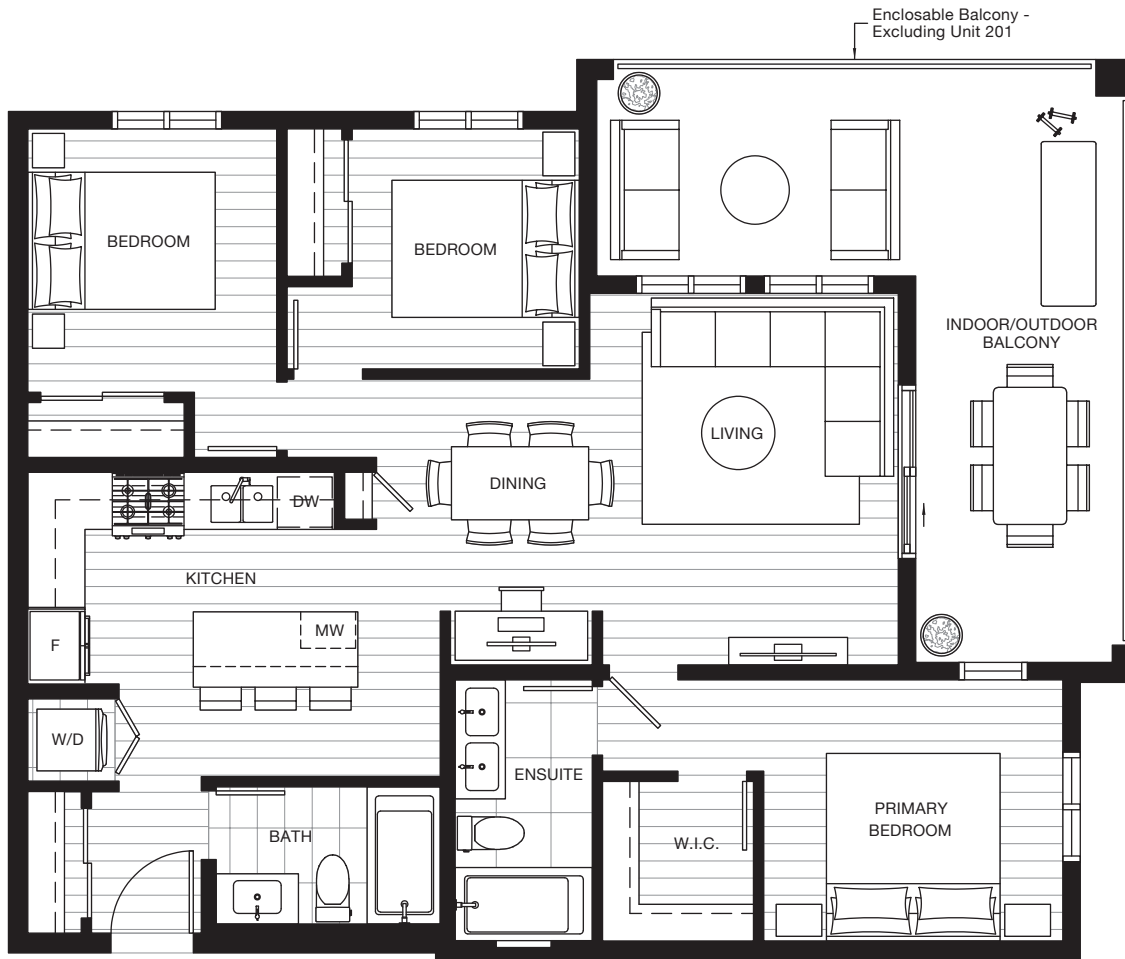 Enclosable Balcony -
Excluding Unit 201
BEDROOM
BEDROOM
INDOOR/OUTDOOR
BALCONY
LIVING
DINING
DW
KITCHEN
MW
F
W/D
ENSUITE
PRIMARY
BEDROOM
BATH
W.I.C.